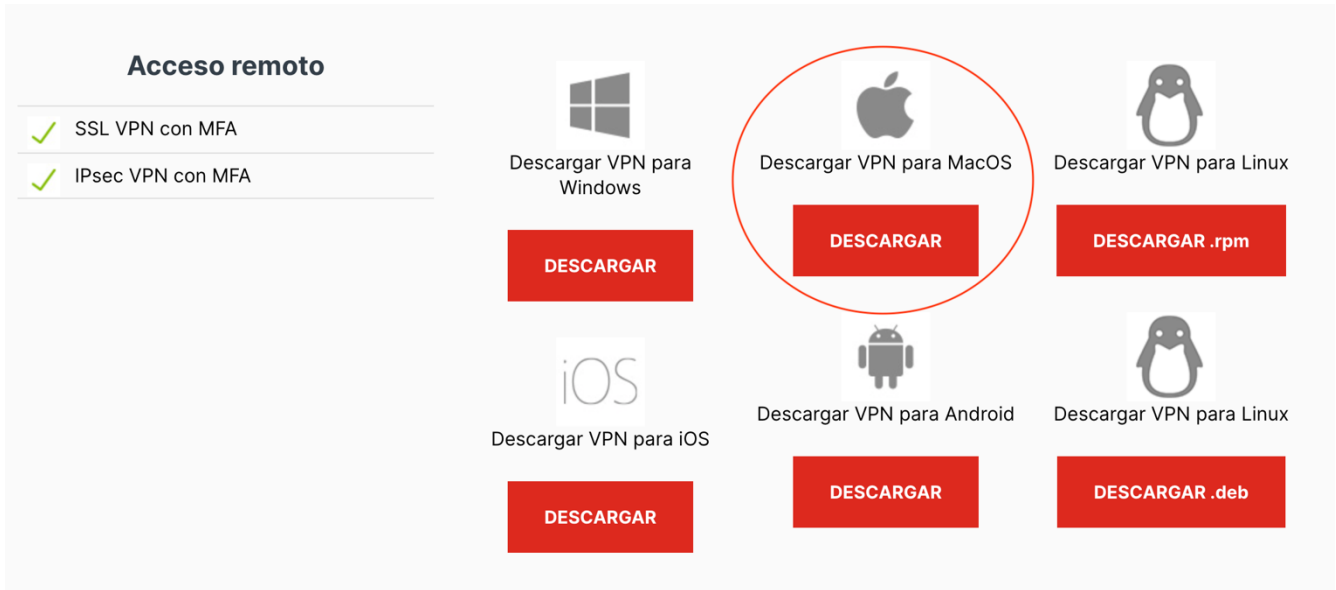 Acceso remoto
SSL VPN con MFA
IPsec VPN con MFA
Descargar VPN para
Windows
DESCARGAR
Descargar VPN para MacOS
DESCARGAR
Descargar VPN para Linux
DESCARGAR .rpm
iOS
Descargar VPN para iOS
DESCARGAR
Descargar VPN para Android
DESCARGAR
Descargar VPN para Linux
DESCARGAR .deb